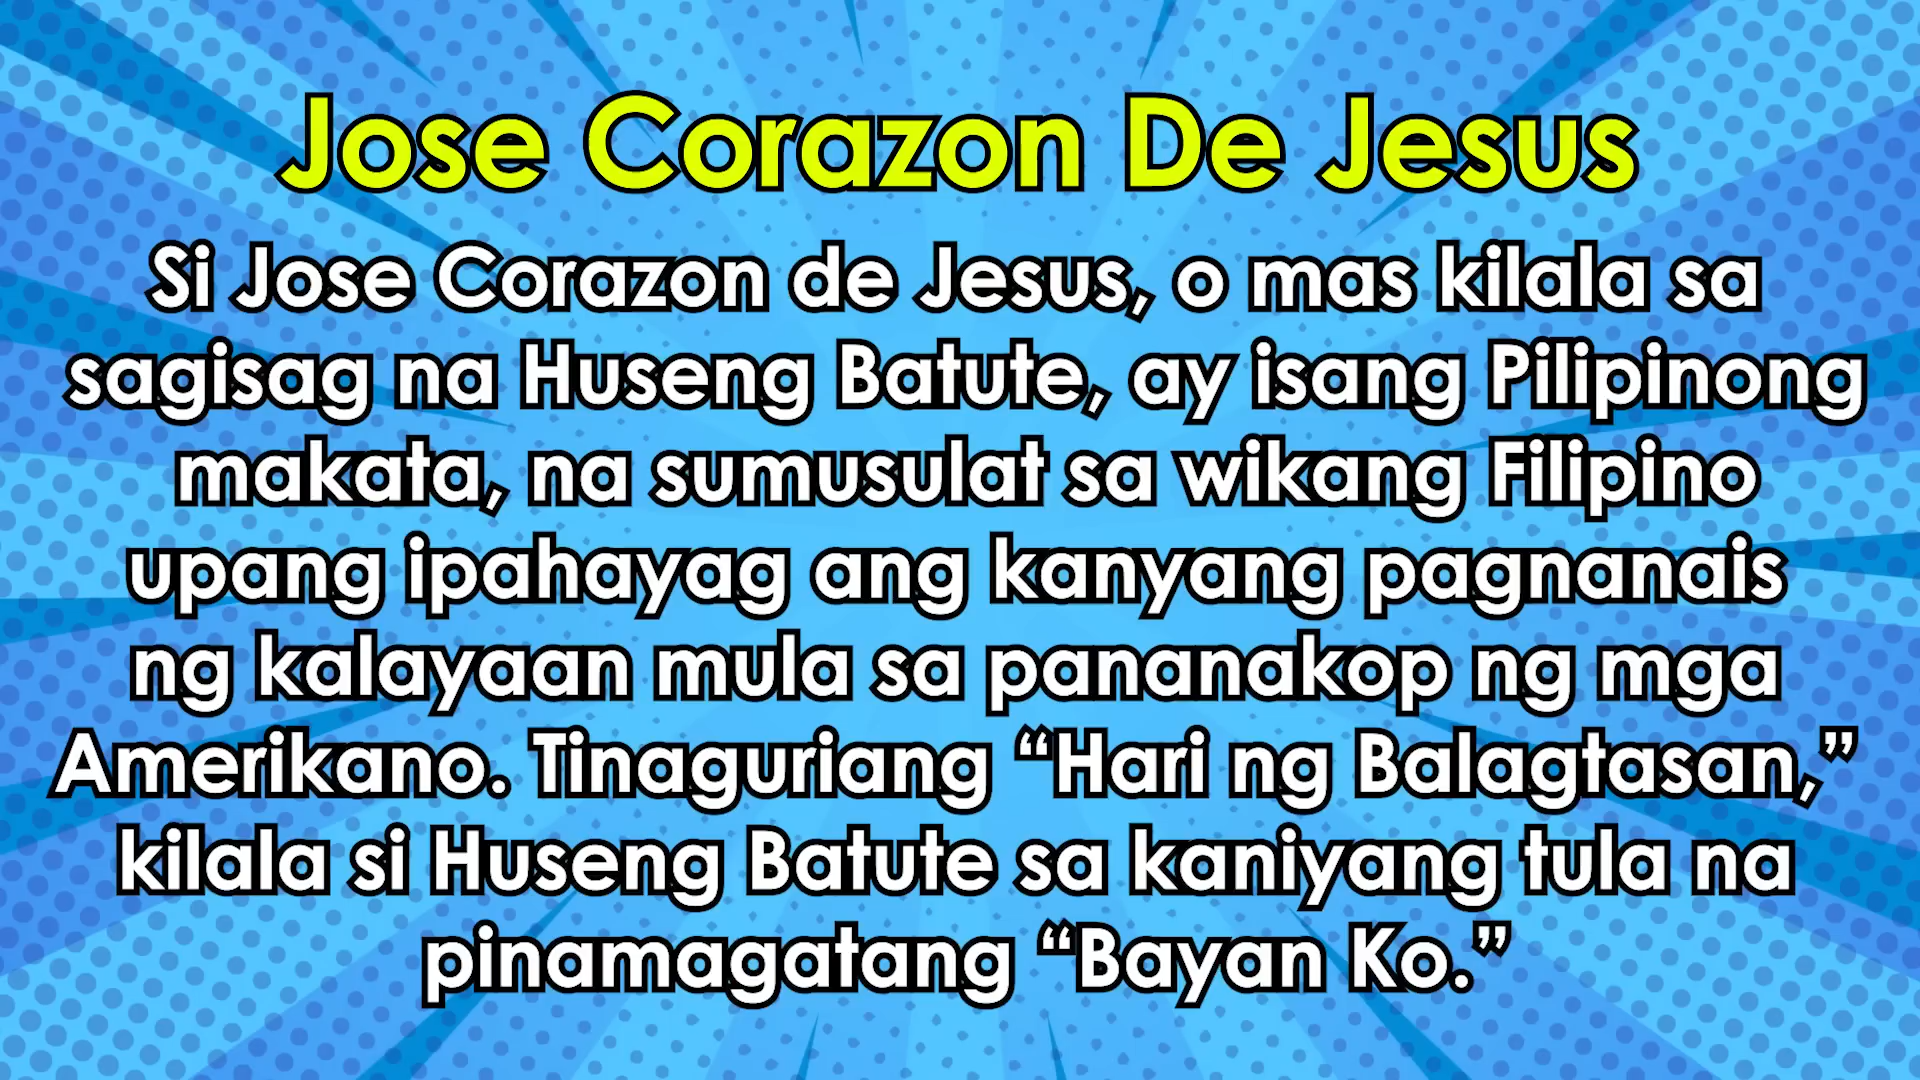 Jose Corazon De Jesus
Si Jose Corazon de Jesus, o mas kilala sa
sagisag na Huseng Batute, ay isang Pilipinong
makata, na sumusulat sa wikang Filipino
upang ipahayag ang kanyang pagnanais
ng kalayaan mula sa pananakop ng mga
Amerikano. Tinaguriang “Hari ng Balagtasan,”
kilala si Huseng Batute sa kaniyang tula na
pinamagatang “Bayan Ko.”